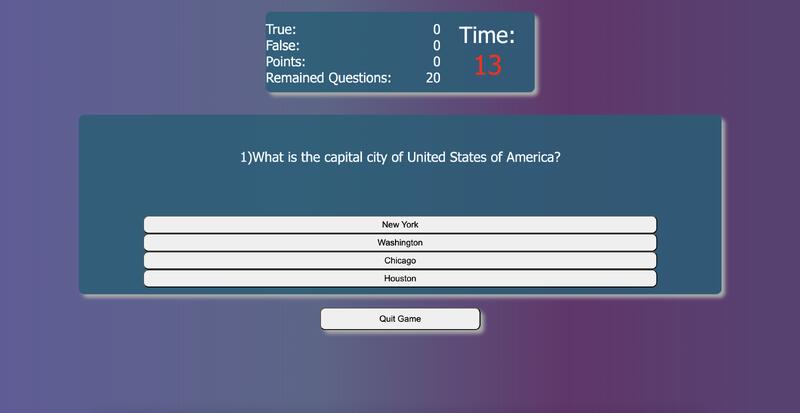 True: 0
False: 0
Points: 0
Remained Questions: 20
Time:
13
1)What is the capital city of United States of America?
New York
Washington
Chicago
Houston
Quit Game